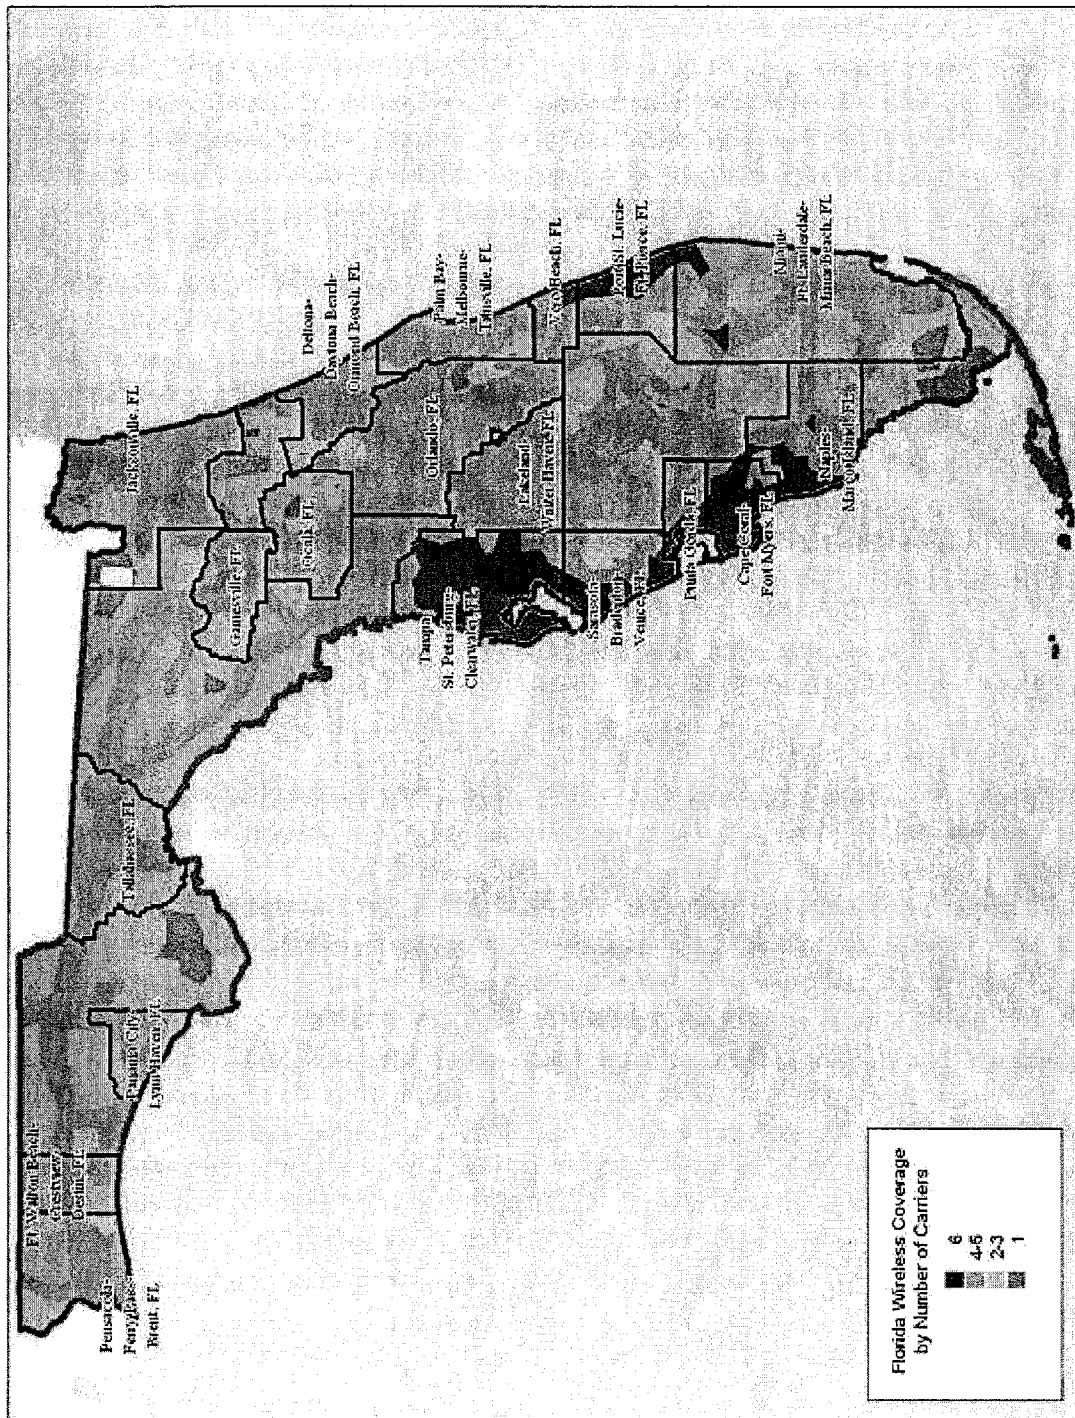 Ft. Walton Beach-
Crestview-
Destin, FL
Pensacola-
Ferry Pass-
Brent, FL
Panama City-
Lynn Haven, FL
Tallahassee, FL
Jacksonville, FL
Gainesville, FL
Ocala, FL
Deltona-
Daytona Beach-
Ormond Beach, FL
Orlando, FL
Palm Bay-
Melbourne-
Titusville, FL
Tampa-
St. Petersburg-
Clearwater, FL
Lakeland-
Winter Haven, FL
Vero Beach, FL
Sarasota-
Bradenton-
Venice, FL
Port St. Lucie-
Fort Pierce, FL
Punta Gorda, FL
Cape Coral-
Fort Myers, FL
Naples-
Marco Island, FL
Miami-
Ft. Lauderdale-
Miami Beach, FL
Florida Wireless Coverage
by Number of Carriers
6
4-5
2-3
1